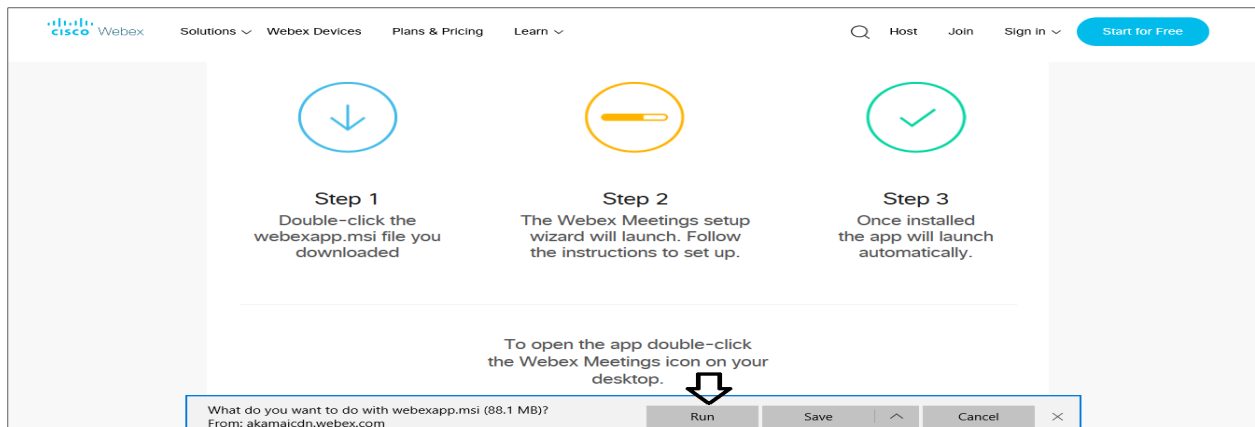 cisco Webex Solutions Webex Devices Plans & Pricing Learn Host Join Sign in Start for Free
Step 1
Double-click the
webexapp.msi file you
downloaded
Step 2
The Webex Meetings setup
wizard will launch. Follow
the instructions to set up.
Step 3
Once installed
the app will launch
automatically.
To open the app double-click
the Webex Meetings icon on your
desktop.
What do you want to do with webexapp.msi (88.1 MB)?
From: akamaicdn.webex.com
Run Save Cancel